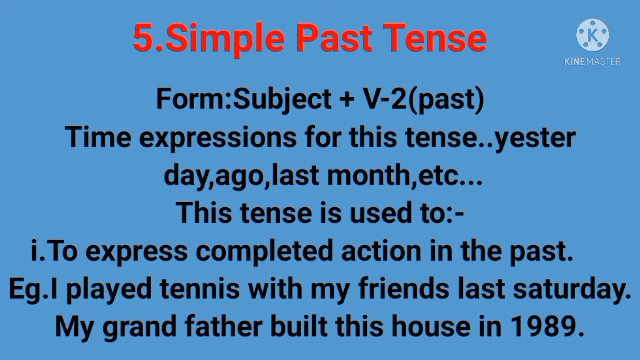 5.Simple Past Tense
KINEMASTER
Form:Subject + V-2(past)
Time expressions for this tense..yester
day,ago,last month,etc...
This tense is used to:-
i.To express completed action in the past.
Eg.I played tennis with my friends last saturday.
My grand father built this house in 1989.